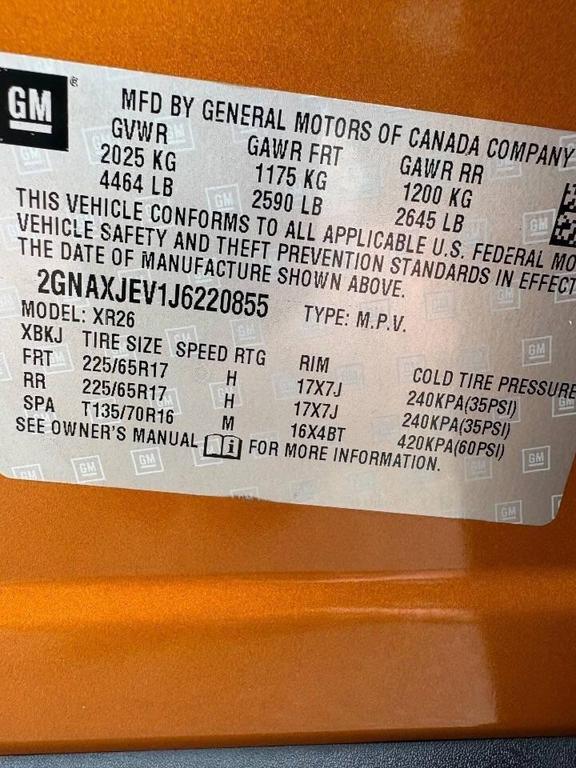 GM ®
MFD BY GENERAL MOTORS OF CANADA COMPANY
GVWR GAWR FRT GAWR RR
2025 KG 1175 KG 1200 KG
4464 LB 2590 LB 2645 LB
THIS VEHICLE CONFORMS TO ALL APPLICABLE U.S. FEDERAL MO
VEHICLE SAFETY AND THEFT PREVENTION STANDARDS IN EFFECT
THE DATE OF MANUFACTURE SHOWN ABOVE.
2GNAXJEV1J6220855 TYPE: M.P.V.
MODEL: XR26
XBKJ TIRE SIZE SPEED RTG RIM COLD TIRE PRESSURE
FRT 225/65R17 H 17X7J 240KPA(35PSI)
RR 225/65R17 H 17X7J 240KPA(35PSI)
SPA T135/70R16 M 16X4BT 420KPA(60PSI)
SEE OWNER'S MANUAL i FOR MORE INFORMATION.